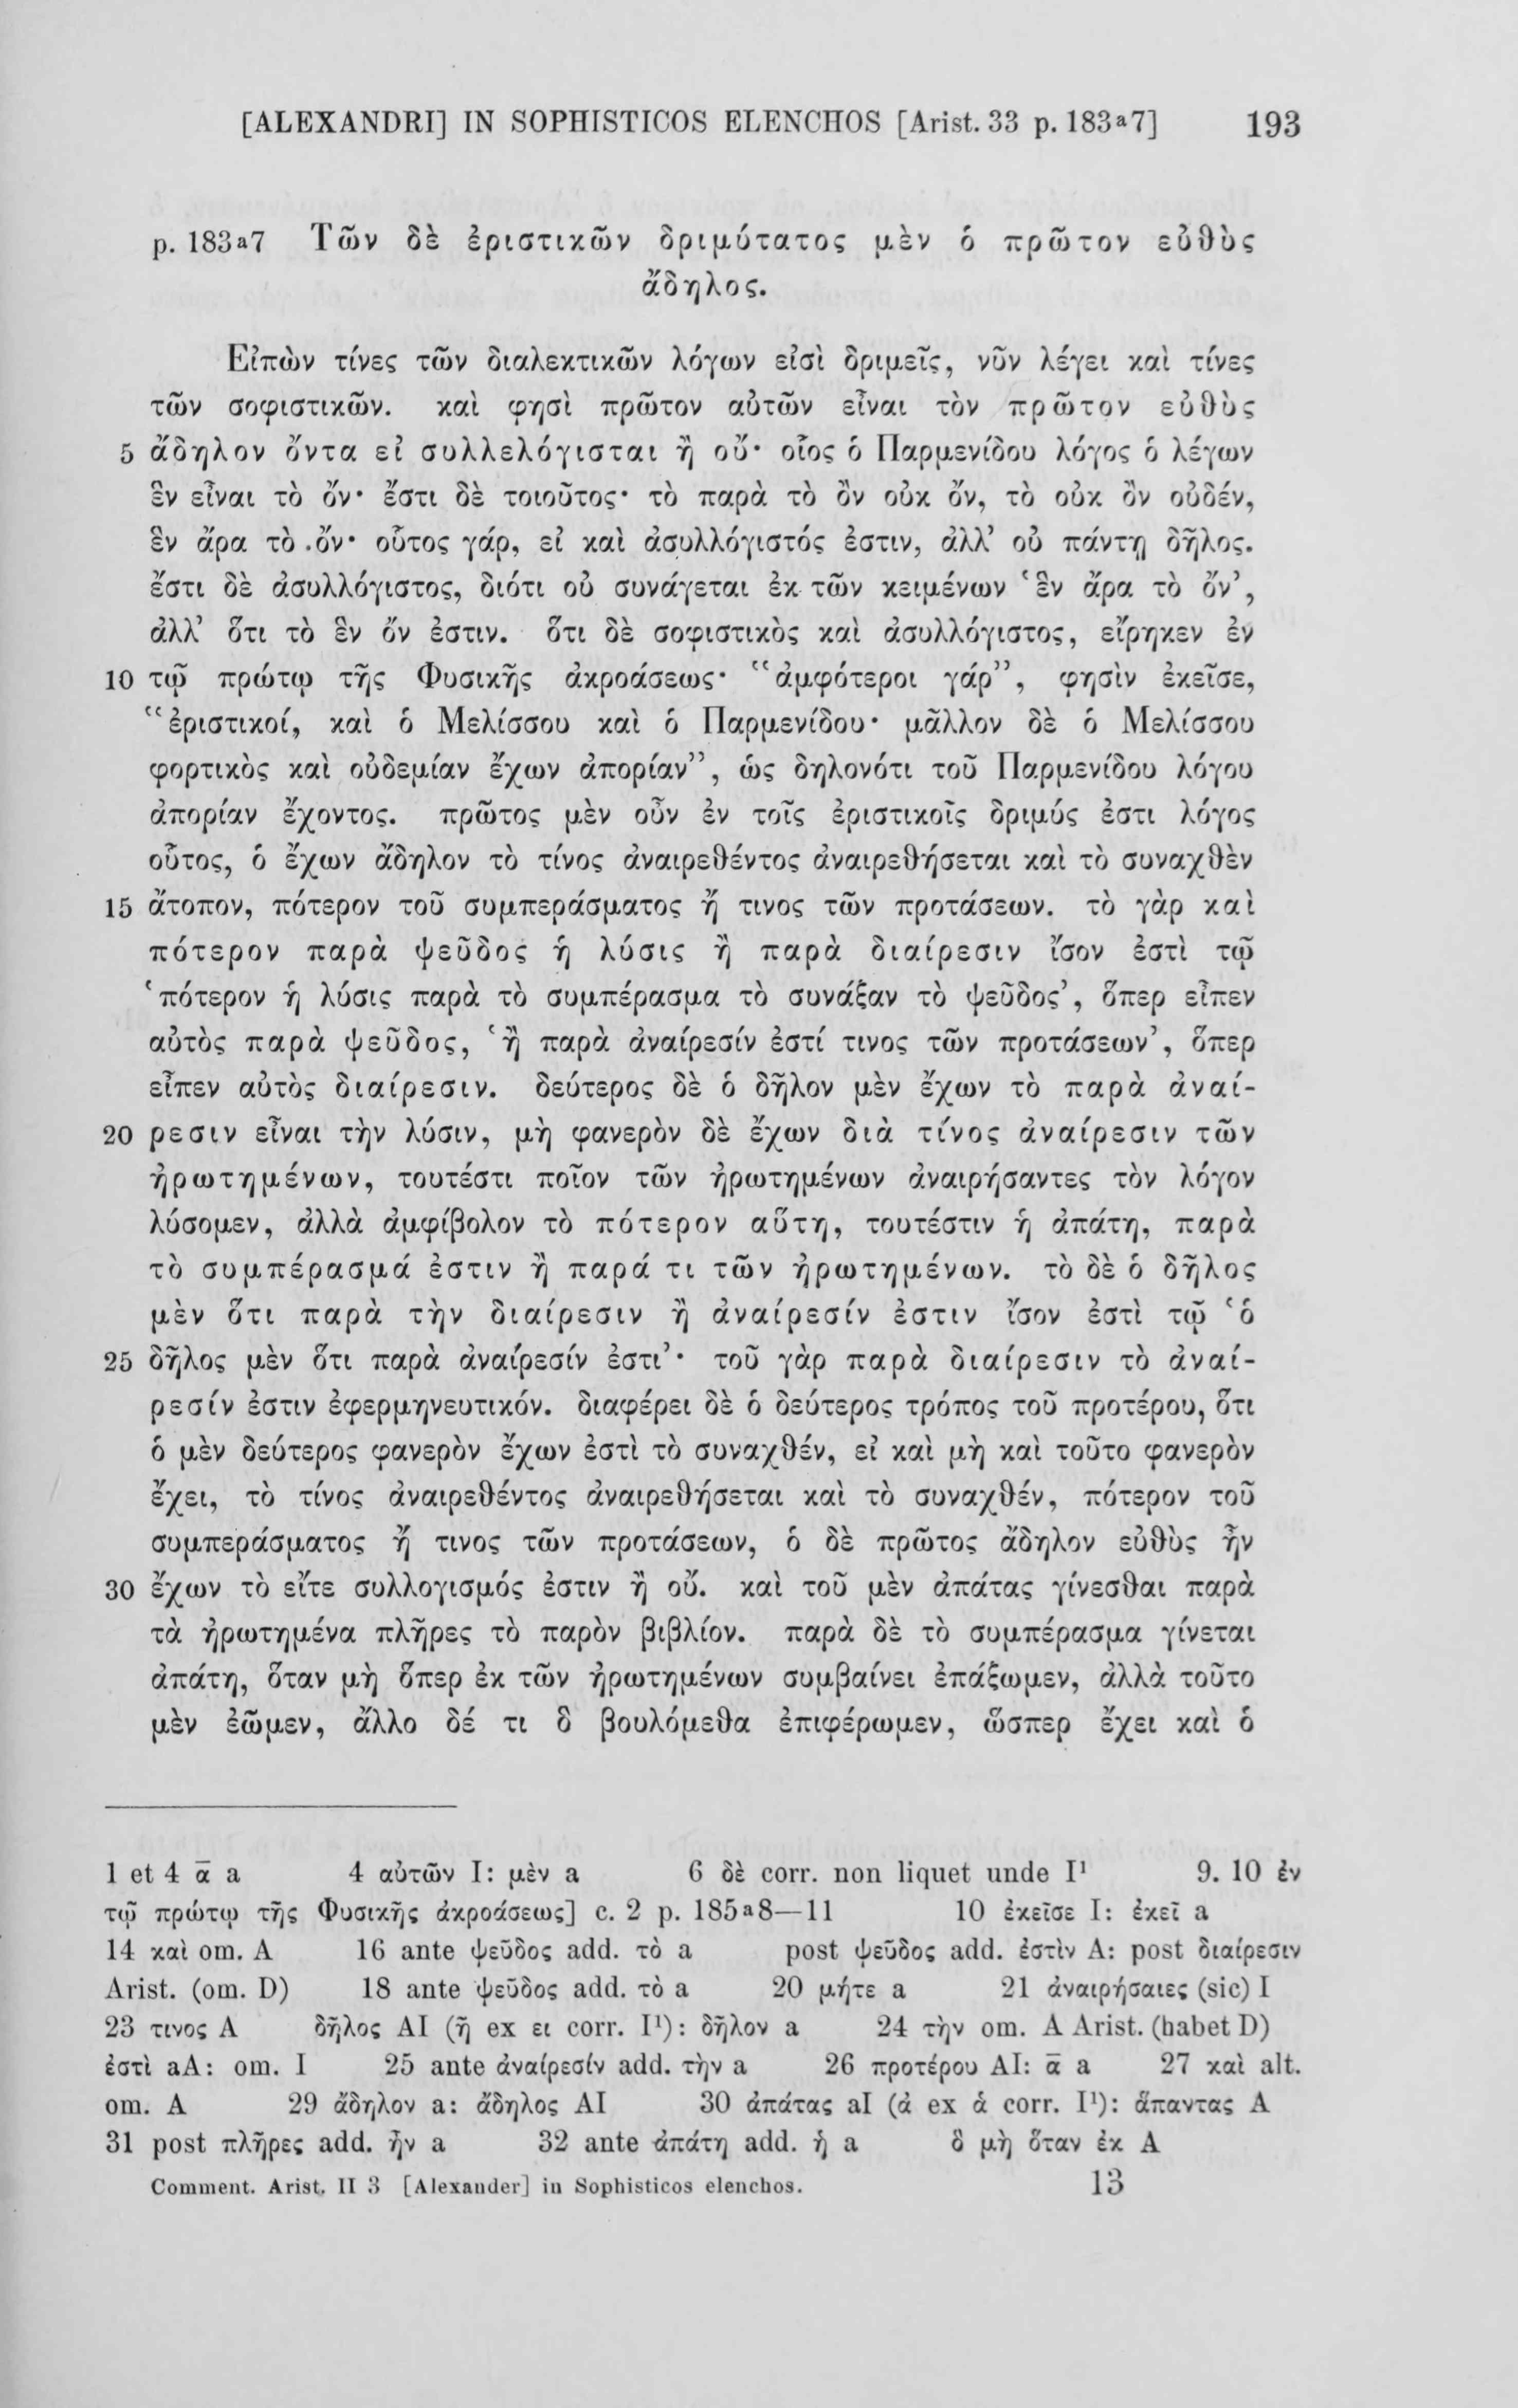 [ALEXANDRI] IN SOPHISTICOS ELENCHOS [Arist. 33 p. 183ᵃ7] 193
p. 183ᵃ7 Τῶν δὲ ἐριστικῶν δριμύτατος μὲν ὁ πρῶτον εὐθὺς
ἄδηλος.
Εἰπὼν τίνες τῶν διαλεκτικῶν λόγων εἰσὶ δριμεῖς, νῦν λέγει καὶ τίνες
τῶν σοφιστικῶν. καὶ φησὶ πρῶτον αὐτῶν εἶναι τὸν πρῶτον εὐθὺς
5 ἄδηλον ὄντα εἰ συλλελόγισται ἢ οὔ· οἷος ὁ Παρμενίδου λόγος ὁ λέγων
ἓν εἶναι τὸ ὄν· ἔστι δὲ τοιοῦτος· τὸ παρὰ τὸ ὂν οὐκ ὄν, τὸ οὐκ ὂν οὐδέν,
ἓν ἄρα τὸ ὄν· οὗτος γάρ, εἰ καὶ ἀσυλλόγιστός ἐστιν, ἀλλ’ οὐ πάντῃ δῆλος.
ἔστι δὲ ἀσυλλόγιστος, διότι οὐ συνάγεται ἐκ τῶν κειμένων ‘ἓν ἄρα τὸ ὄν’,
ἀλλ’ ὅτι τὸ ἓν ὄν ἐστιν. ὅτι δὲ σοφιστικὸς καὶ ἀσυλλόγιστος, εἴρηκεν ἐν
10 τῷ πρώτῳ τῆς Φυσικῆς ἀκροάσεως· “ἀμφότεροι γάρ”, φησὶν ἐκεῖσε,
“ἐριστικοί, καὶ ὁ Μελίσσου καὶ ὁ Παρμενίδου· μᾶλλον δὲ ὁ Μελίσσου
φορτικὸς καὶ οὐδεμίαν ἔχων ἀπορίαν”, ὡς δηλονότι τοῦ Παρμενίδου λόγου
ἀπορίαν ἔχοντος. πρῶτος μὲν οὖν ἐν τοῖς ἐριστικοῖς δριμύς ἐστι λόγος
οὗτος, ὁ ἔχων ἄδηλον τὸ τίνος ἀναιρεθέντος ἀναιρεθήσεται καὶ τὸ συναχθὲν
15 ἄτοπον, πότερον τοῦ συμπεράσματος ἤ τινος τῶν προτάσεων. τὸ γὰρ καὶ
πότερον παρὰ ψεῦδος ἡ λύσις ἢ παρὰ διαίρεσιν ἴσον ἐστὶ τῷ
‘πότερον ἡ λύσις παρὰ τὸ συμπέρασμα τὸ συνάξαν τὸ ψεῦδος’, ὅπερ εἶπεν
αὐτὸς παρὰ ψεῦδος, ‘ἢ παρὰ ἀναίρεσίν ἐστί τινος τῶν προτάσεων’, ὅπερ
εἶπεν αὐτὸς διαίρεσιν. δεύτερος δὲ ὁ δῆλον μὲν ἔχων τὸ παρὰ ἀναί-
20 ρεσιν εἶναι τὴν λύσιν, μὴ φανερὸν δὲ ἔχων διὰ τίνος ἀναίρεσιν τῶν
ἠρωτημένων, τουτέστι ποῖον τῶν ἠρωτημένων ἀναιρήσαντες τὸν λόγον
λύσομεν, ἀλλὰ ἀμφίβολον τὸ πότερον αὕτη, τουτέστιν ἡ ἀπάτη, παρὰ
τὸ συμπέρασμά ἐστιν ἢ παρά τι τῶν ἠρωτημένων. τὸ δὲ ὁ δῆλος
μὲν ὅτι παρὰ τὴν διαίρεσιν ἢ ἀναίρεσίν ἐστιν ἴσον ἐστὶ τῷ ‘ὁ
25 δῆλος μὲν ὅτι παρὰ ἀναίρεσίν ἐστι’· τοῦ γὰρ παρὰ διαίρεσιν τὸ ἀναί-
ρεσίν ἐστιν ἐφερμηνευτικόν. διαφέρει δὲ ὁ δεύτερος τρόπος τοῦ προτέρου, ὅτι
ὁ μὲν δεύτερος φανερὸν ἔχων ἐστὶ τὸ συναχθέν, εἰ καὶ μὴ καὶ τοῦτο φανερὸν
ἔχει, τὸ τίνος ἀναιρεθέντος ἀναιρεθήσεται καὶ τὸ συναχθέν, πότερον τοῦ
συμπεράσματος ἤ τινος τῶν προτάσεων, ὁ δὲ πρῶτος ἄδηλον εὐθὺς ἦν
30 ἔχων τὸ εἴτε συλλογισμός ἐστιν ἢ οὔ. καὶ τοῦ μὲν ἀπάτας γίνεσθαι παρὰ
τὰ ἠρωτημένα πλῆρες τὸ παρὸν βιβλίον. παρὰ δὲ τὸ συμπέρασμα γίνεται
ἀπάτη, ὅταν μὴ ὅπερ ἐκ τῶν ἠρωτημένων συμβαίνει ἐπάξωμεν, ἀλλὰ τοῦτο
μὲν ἐῶμεν, ἄλλο δέ τι ὃ βουλόμεθα ἐπιφέρωμεν, ὥσπερ ἔχει καὶ ὁ
1 et 4 ᾱ a 4 αὐτῶν I: μὲν a 6 δὲ corr. non liquet unde I¹ 9. 10 ἐν
τῷ πρώτῳ τῆς Φυσικῆς ἀκροάσεως] c. 2 p. 185ᵃ8—11 10 ἐκεῖσε I: ἐκεῖ a
14 καὶ om. A 16 ante ψεῦδος add. τὸ a post ψεῦδος add. ἐστὶν A: post διαίρεσιν
Arist. (om. D) 18 ante ψεῦδος add. τὸ a 20 μήτε a 21 ἀναιρήσαιες (sic) I
23 τινος A δῆλος AI (ῆ ex ει corr. I¹): δῆλον a 24 τὴν om. A Arist. (habet D)
ἐστὶ aA: om. I 25 ante ἀναίρεσίν add. τὴν a 26 προτέρου AI: ᾱ a 27 καὶ alt.
om. A 29 ἄδηλον a: ἄδηλος AI 30 ἀπάτας aI (ἀ ex ἁ corr. I¹): ἅπαντας A
31 post πλῆρες add. ἦν a 32 ante ἀπάτη add. ἡ a ὃ μὴ ὅταν ἐκ A
Comment. Arist. II 3 [Alexander] in Sophisticos elenchos. 13